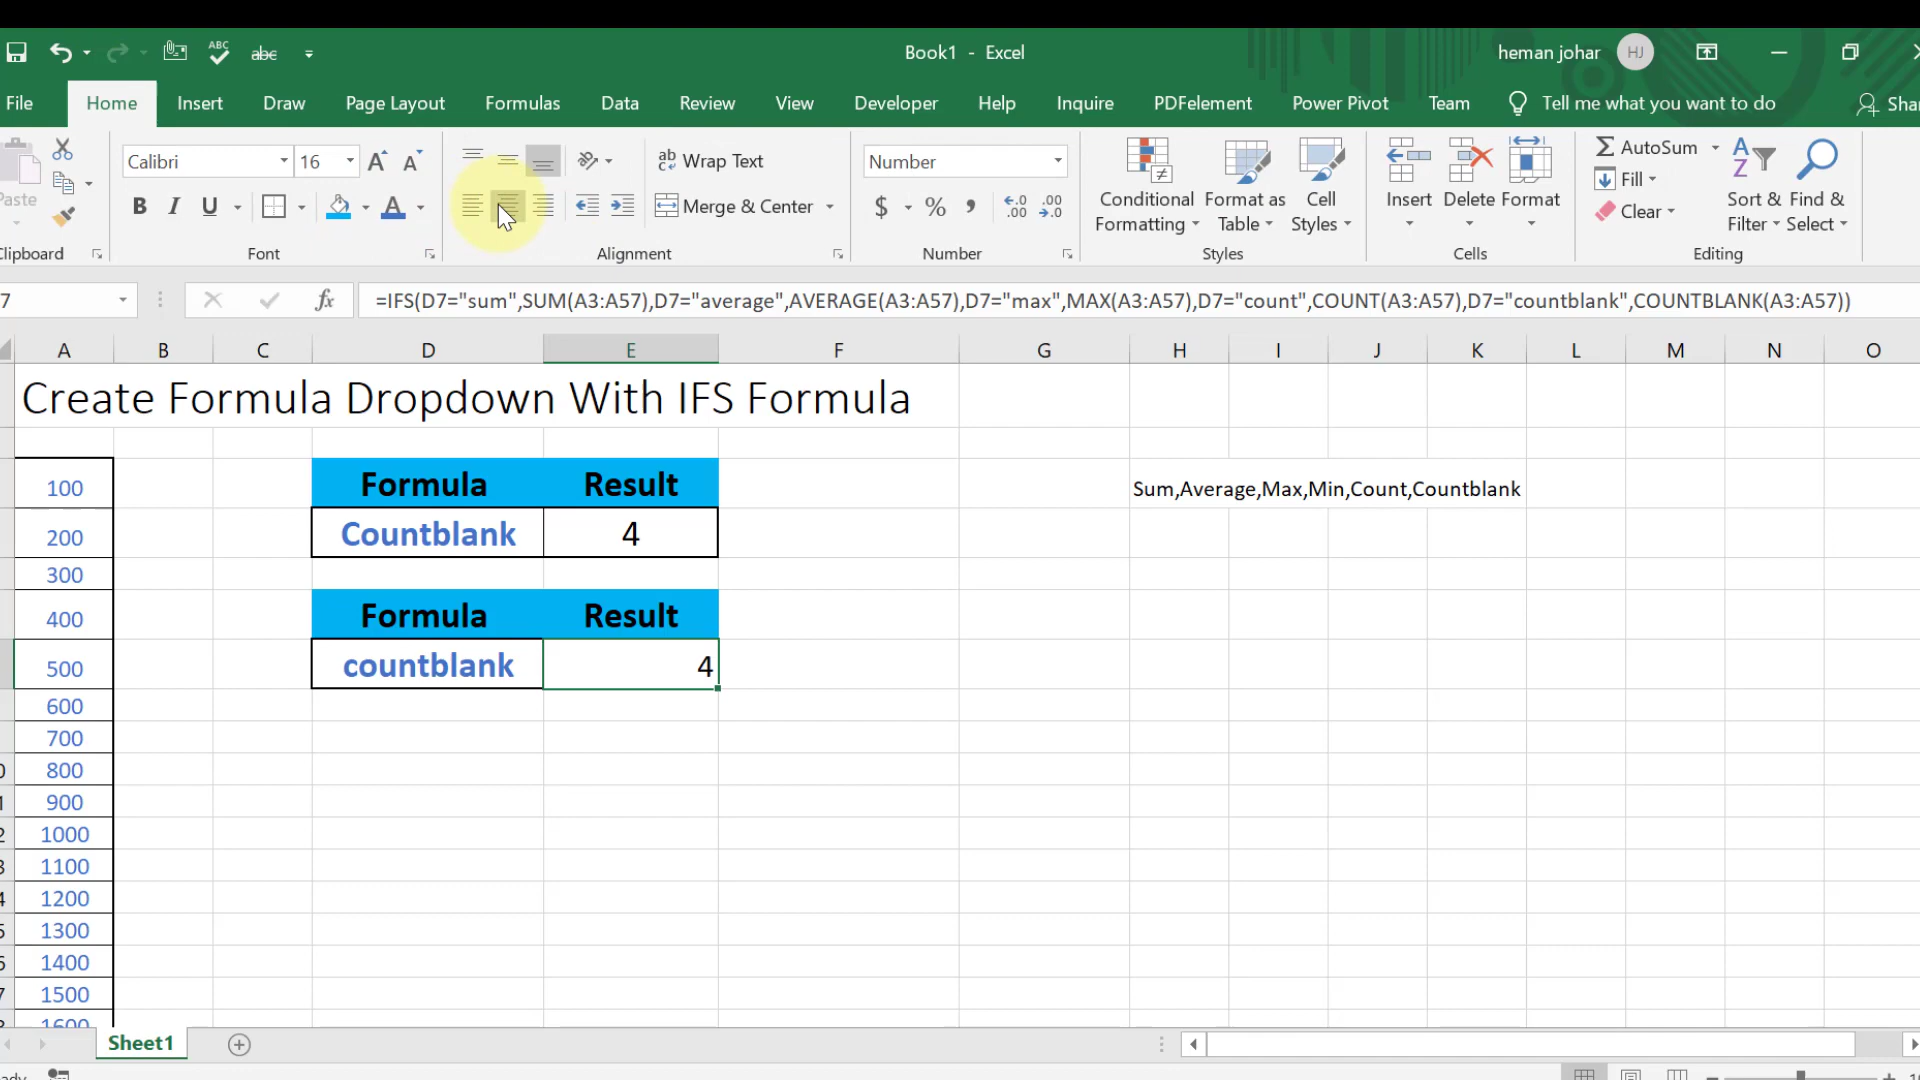 Book1 - Excel
heman johar HJ
File Home Insert Draw Page Layout Formulas Data Review View Developer Help Inquire PDFelement Power Pivot Team Tell me what you want to do
Paste
Calibri 16
Wrap Text
Merge & Center
Number
$ % ,
Conditional Formatting
Format as Table
Cell Styles
Insert Delete Format
AutoSum
Fill
Clear
Sort & Filter
Find & Select
Font Alignment Number Styles Cells Editing
=IFS(D7="sum",SUM(A3:A57),D7="average",AVERAGE(A3:A57),D7="max",MAX(A3:A57),D7="count",COUNT(A3:A57),D7="countblank",COUNTBLANK(A3:A57))
A B C D E F G H I J K L M N O
Create Formula Dropdown With IFS Formula
100 Formula Result Sum,Average,Max,Min,Count,Countblank
200 Countblank 4
300
400 Formula Result
500 countblank 4
600
700
800
900
1000
1100
1200
1300
1400
1500
1600
Sheet1